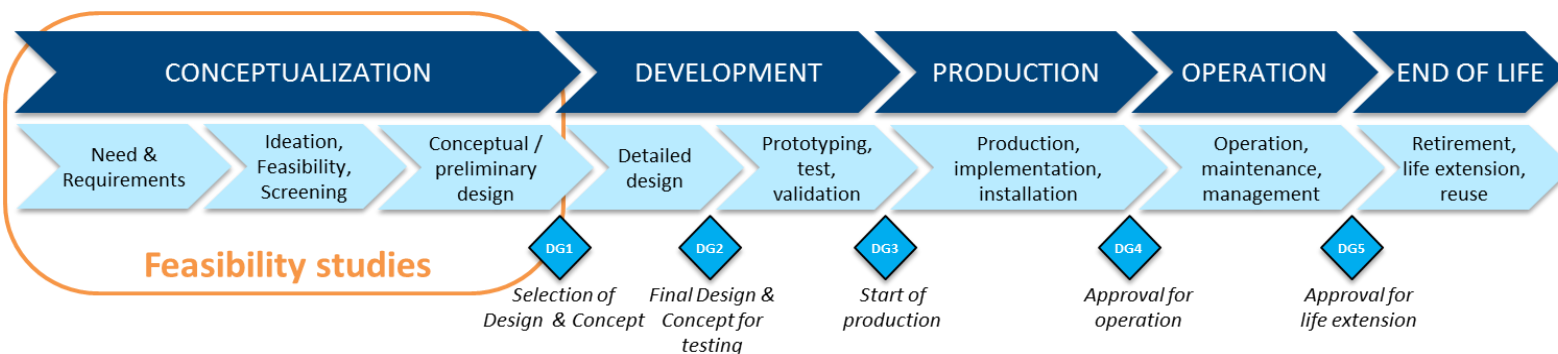 CONCEPTUALIZATION
DEVELOPMENT
PRODUCTION
OPERATION
END OF LIFE
Need &
Requirements
Ideation,
Feasibility,
Screening
Conceptual /
preliminary
design
Detailed
design
Prototyping,
test,
validation
Production,
implementation,
installation
Operation,
maintenance,
management
Retirement,
life extension,
reuse
Feasibility studies
DG1
DG2
DG3
DG4
DG5
Selection of
Design & Concept
Final Design &
Concept for
testing
Start of
production
Approval for
operation
Approval for
life extension